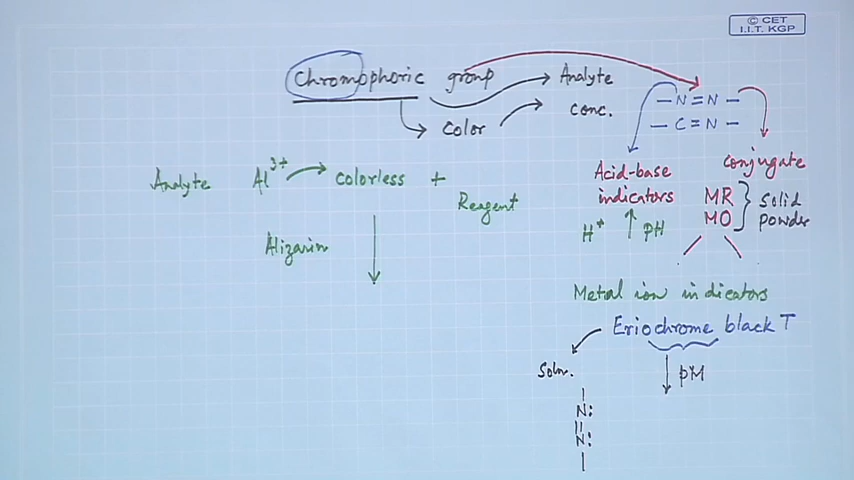 © CET
I.I.T. KGP
Chromophoric group
Analyte
conc.
Color
— N = N —
— C = N —
Analyte Al3+ → colorless +
Reagent
Alizarin
Acid-base
indicators
H+ ↑ pH
Conjugate
MR
MO
Solid
powder
Metal ion indicators
Eriochrome black T
Soln.
pM
N:
N: